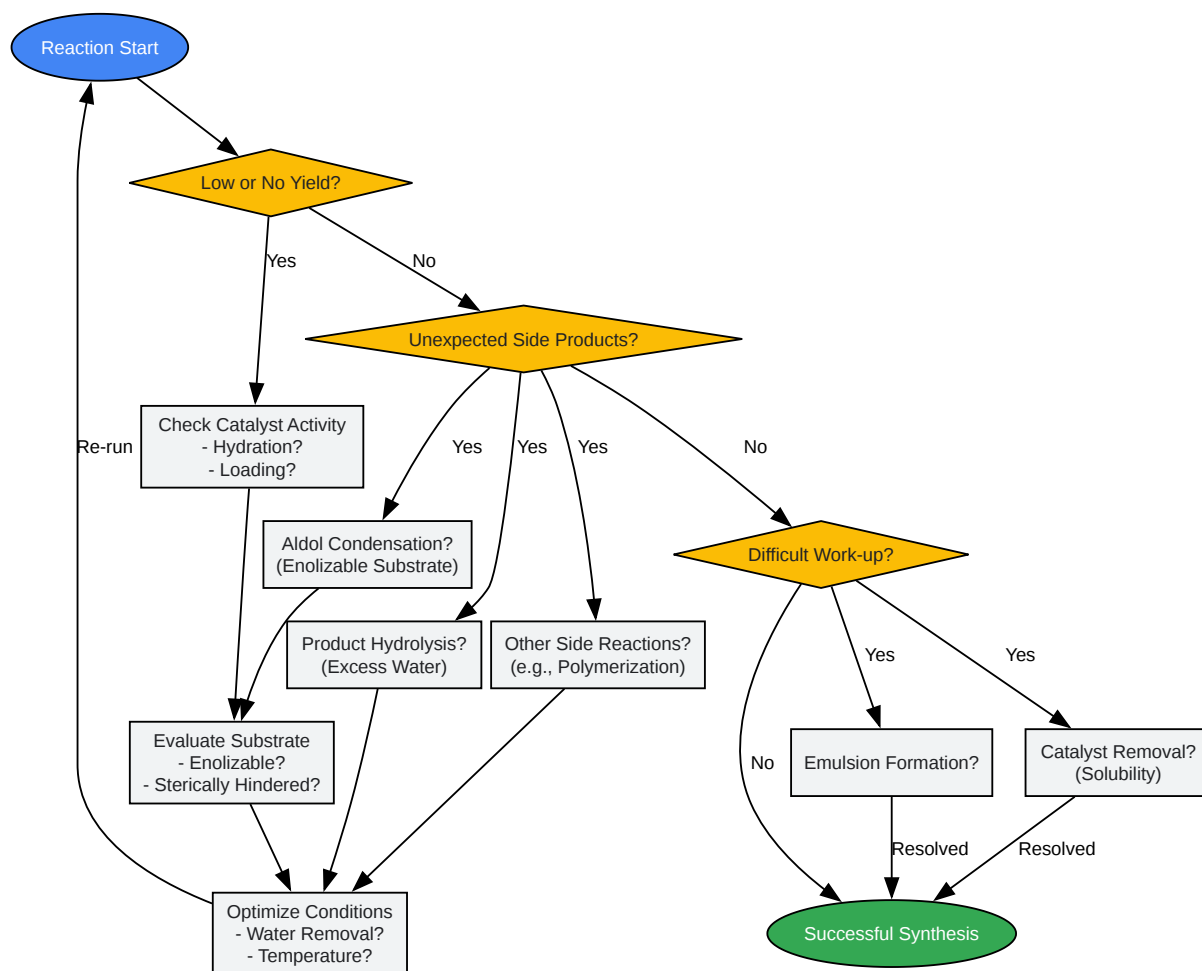 Reaction Start
Low or No Yield?
Yes
No
Unexpected Side Products?
Check Catalyst Activity
- Hydration?
- Loading?
Re-run
Yes
Yes
Yes
No
Aldol Condensation?
(Enolizable Substrate)
Difficult Work-up?
Product Hydrolysis?
(Excess Water)
Other Side Reactions?
(e.g., Polymerization)
Yes
Yes
Evaluate Substrate
- Enolizable?
- Sterically Hindered?
No
Emulsion Formation?
Catalyst Removal?
(Solubility)
Resolved
Resolved
Optimize Conditions
- Water Removal?
- Temperature?
Successful Synthesis